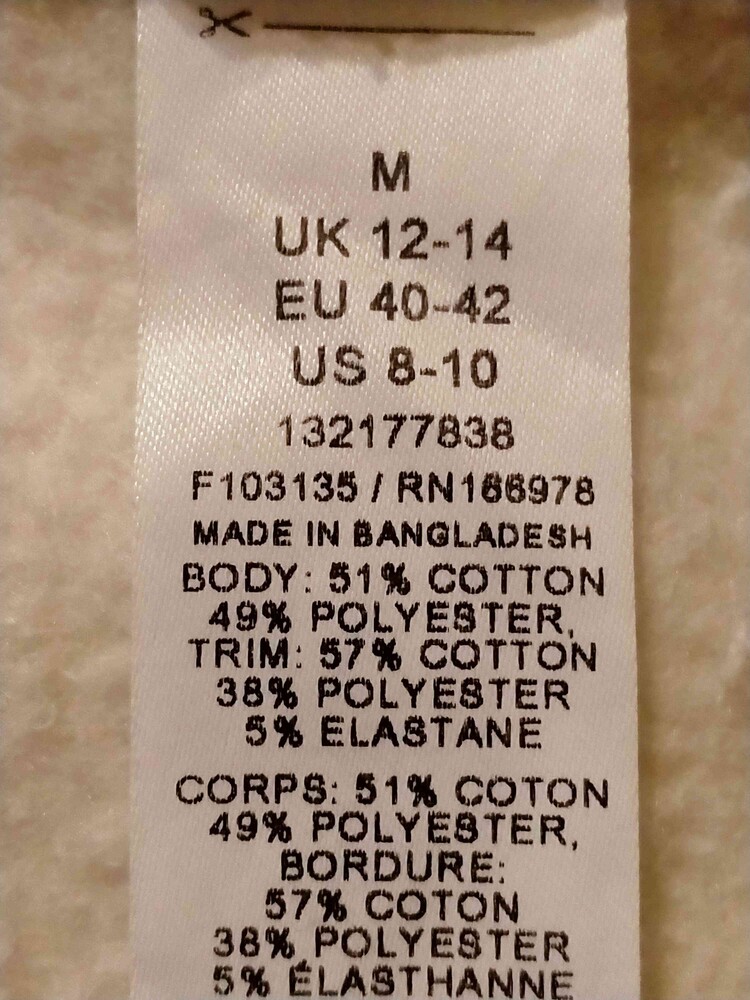 M
UK 12-14
EU 40-42
US 8-10
132177838
F103135 / RN166978
MADE IN BANGLADESH
BODY: 51% COTTON
49% POLYESTER,
TRIM: 57% COTTON
38% POLYESTER
5% ELASTANE
CORPS: 51% COTON
49% POLYESTER,
BORDURE:
57% COTON
38% POLYESTER
5% ÉLASTHANNE